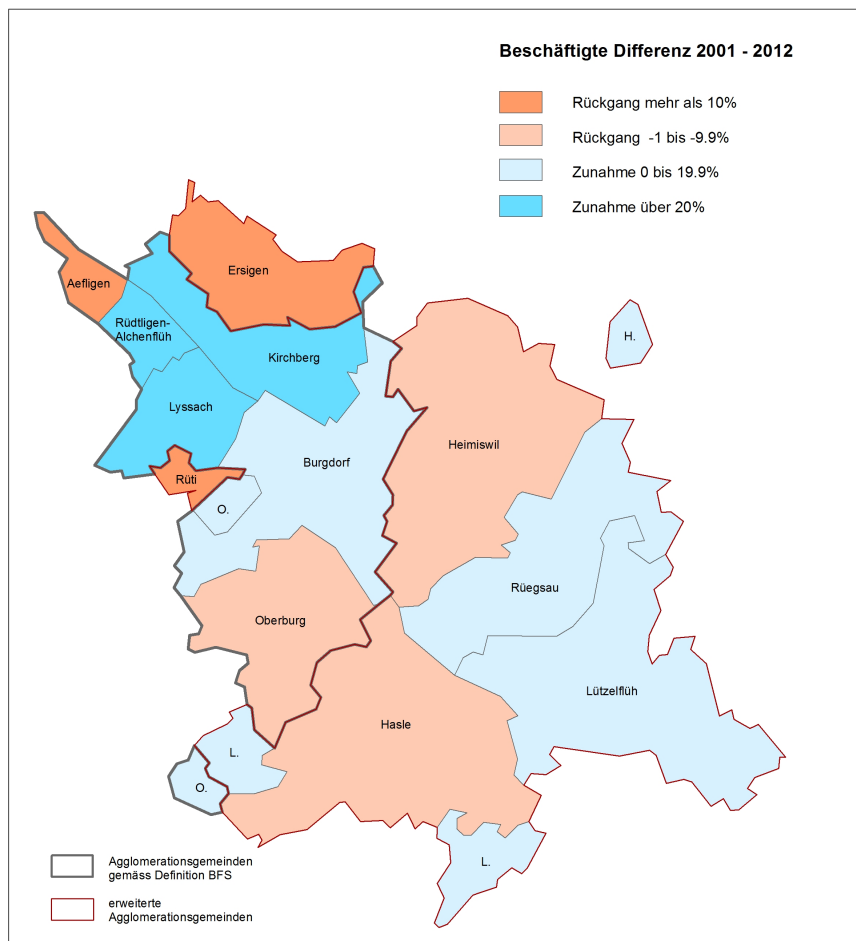 Beschäftigte Differenz 2001 - 2012
Rückgang mehr als 10%
Rückgang -1 bis -9.9%
Zunahme 0 bis 19.9%
Zunahme über 20%
Ersigen
Aefligen
Rüdtligen-
Alchenflüh
H.
Kirchberg
Lyssach
Heimiswil
Burgdorf
Rüti
O.
Rüegsau
Oberburg
Lützelflüh
Hasle
L.
O.
L.
Agglomerationsgemeinden
gemäss Definition BFS
erweiterte
Agglomerationsgemeinden